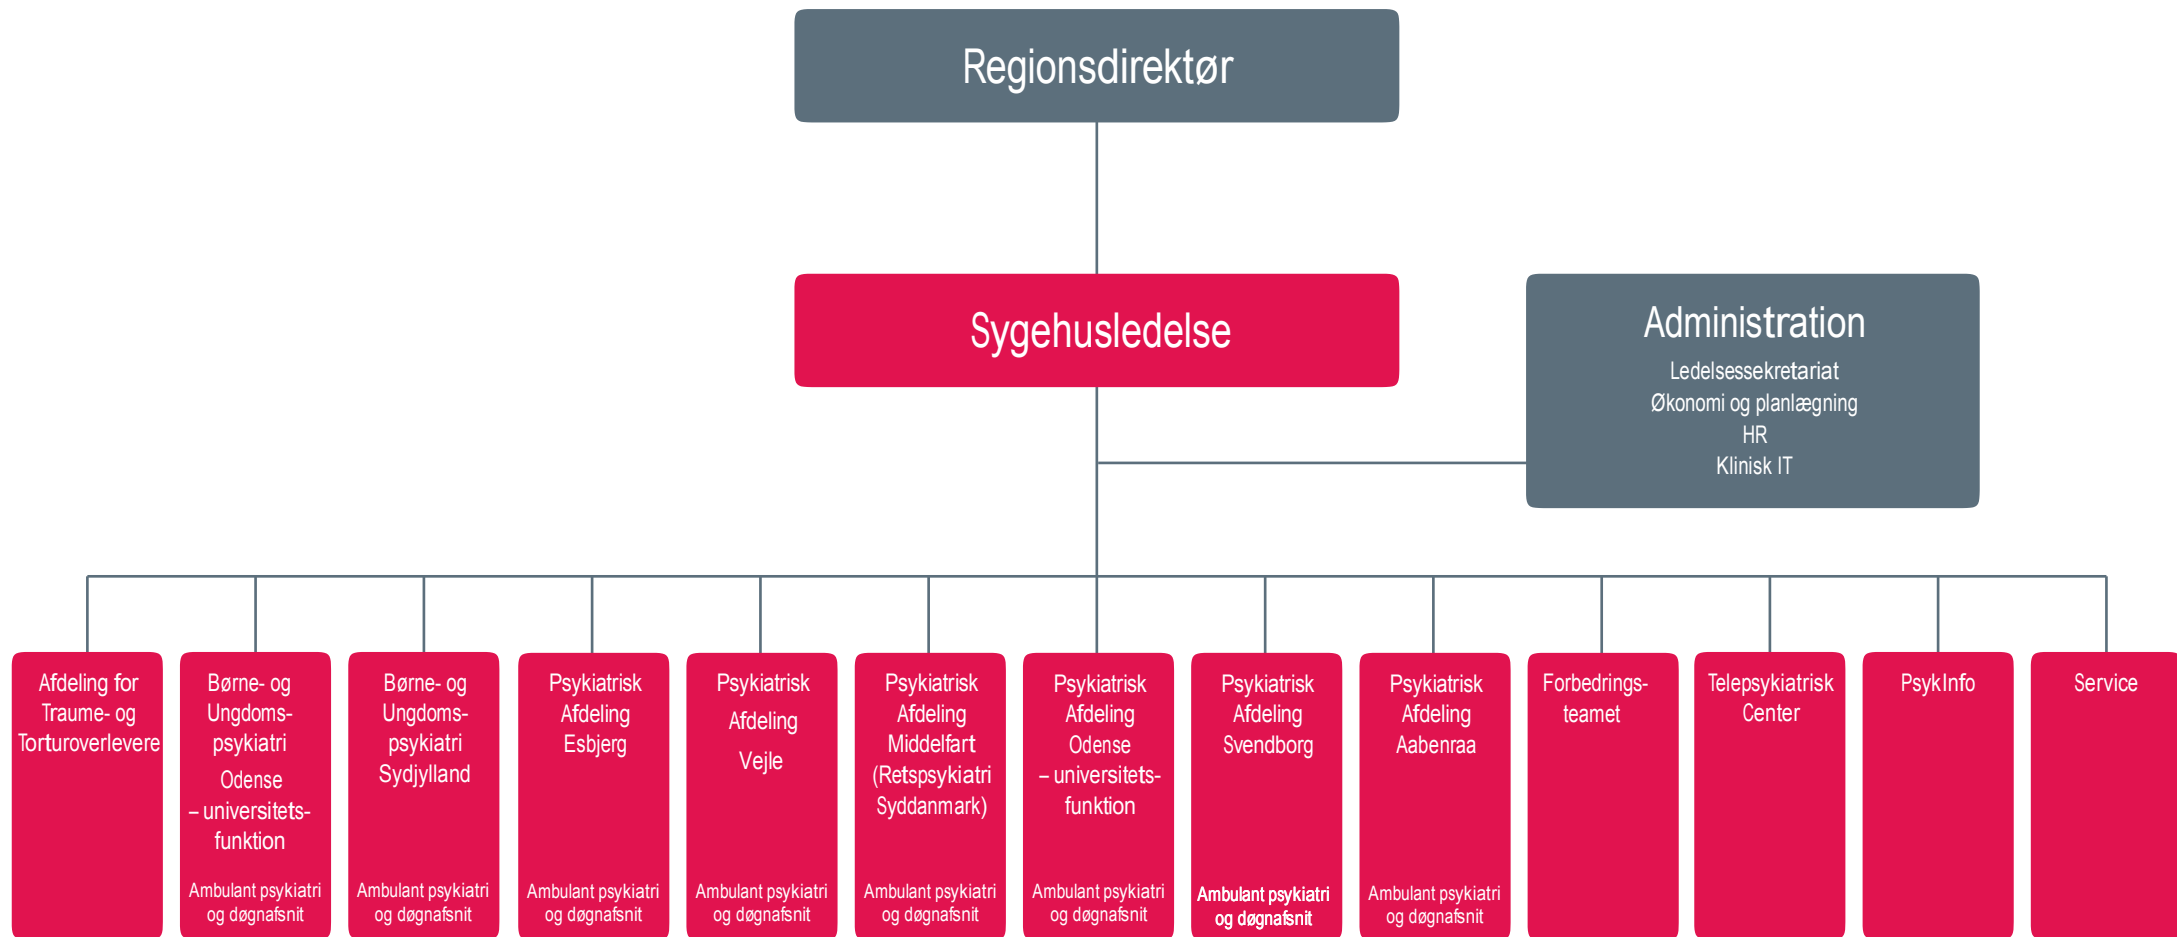 Regionsdirektør
Sygehusledelse
Administration
Ledelsessekretariat
Økonomi og planlægning
HR
Klinisk IT
Afdeling for
Traume- og
Torturoverlevere
Børne- og
Ungdoms-
psykiatri
Odense
– universitets-
funktion
Ambulant psykiatri
og døgnafsnit
Børne- og
Ungdoms-
psykiatri
Sydjylland
Ambulant psykiatri
og døgnafsnit
Psykiatrisk
Afdeling
Esbjerg
Ambulant psykiatri
og døgnafsnit
Psykiatrisk
Afdeling
Vejle
Ambulant psykiatri
og døgnafsnit
Psykiatrisk
Afdeling
Middelfart
(Retspsykiatri
Syddanmark)
Ambulant psykiatri
og døgnafsnit
Psykiatrisk
Afdeling
Odense
– universitets-
funktion
Ambulant psykiatri
og døgnafsnit
Psykiatrisk
Afdeling
Svendborg
Ambulant psykiatri
og døgnafsnit
Psykiatrisk
Afdeling
Aabenraa
Ambulant psykiatri
og døgnafsnit
Forbedrings-
teamet
Telepsykiatrisk
Center
PsykInfo
Service